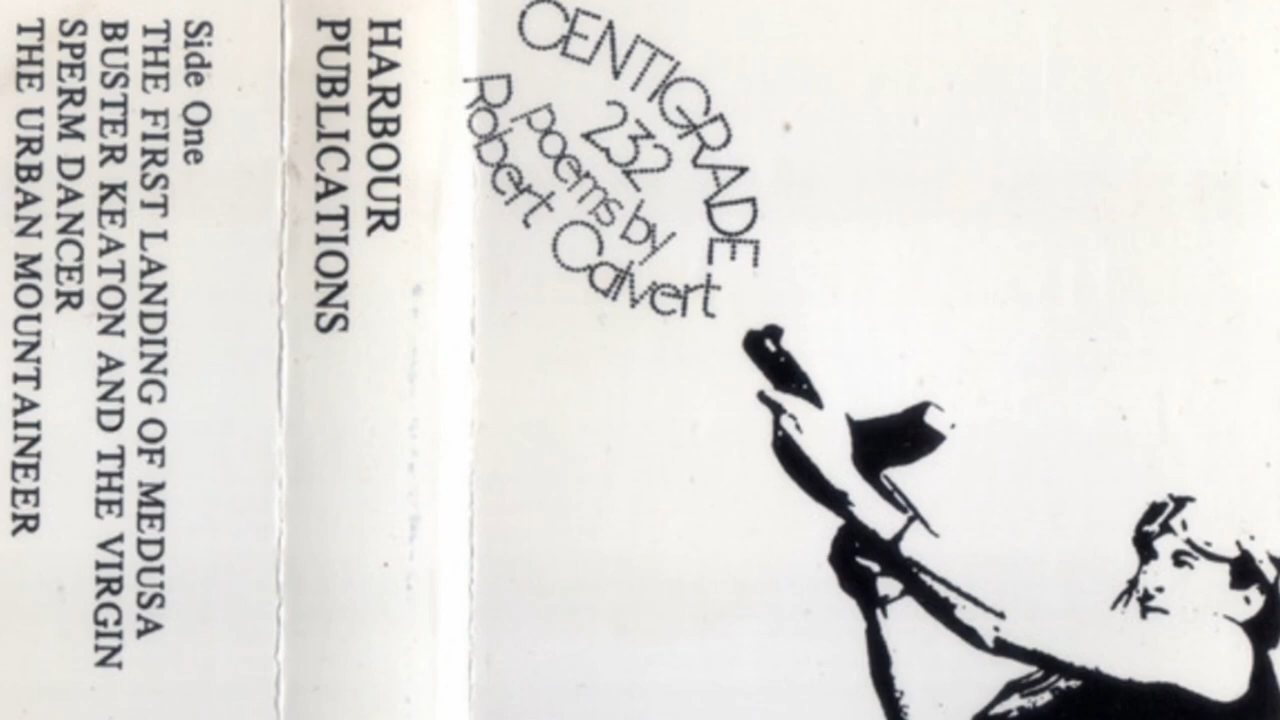 Side One
THE FIRST LANDING OF MEDUSA
BUSTER KEATON AND THE VIRGIN
SPERM DANCER
THE URBAN MOUNTAINEER
HARBOUR
PUBLICATIONS
CENTIGRADE
232
poems by
Robert Calvert